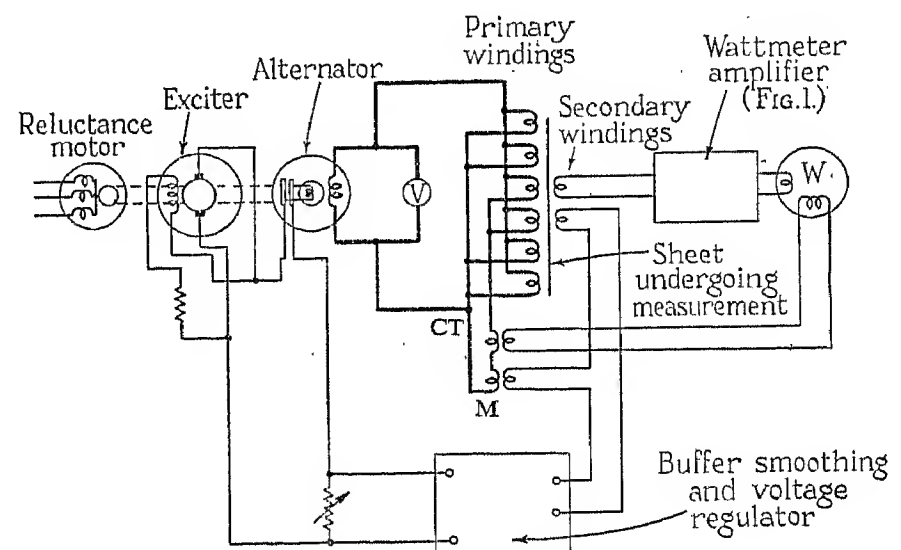 Primary
windings
Wattmeter
amplifier
(FIG.1.)
Alternator
Exciter
Secondary
windings
Reluctance
motor
V
W
Sheet
undergoing
measurement
CT
M
Buffer smoothing
and voltage
regulator